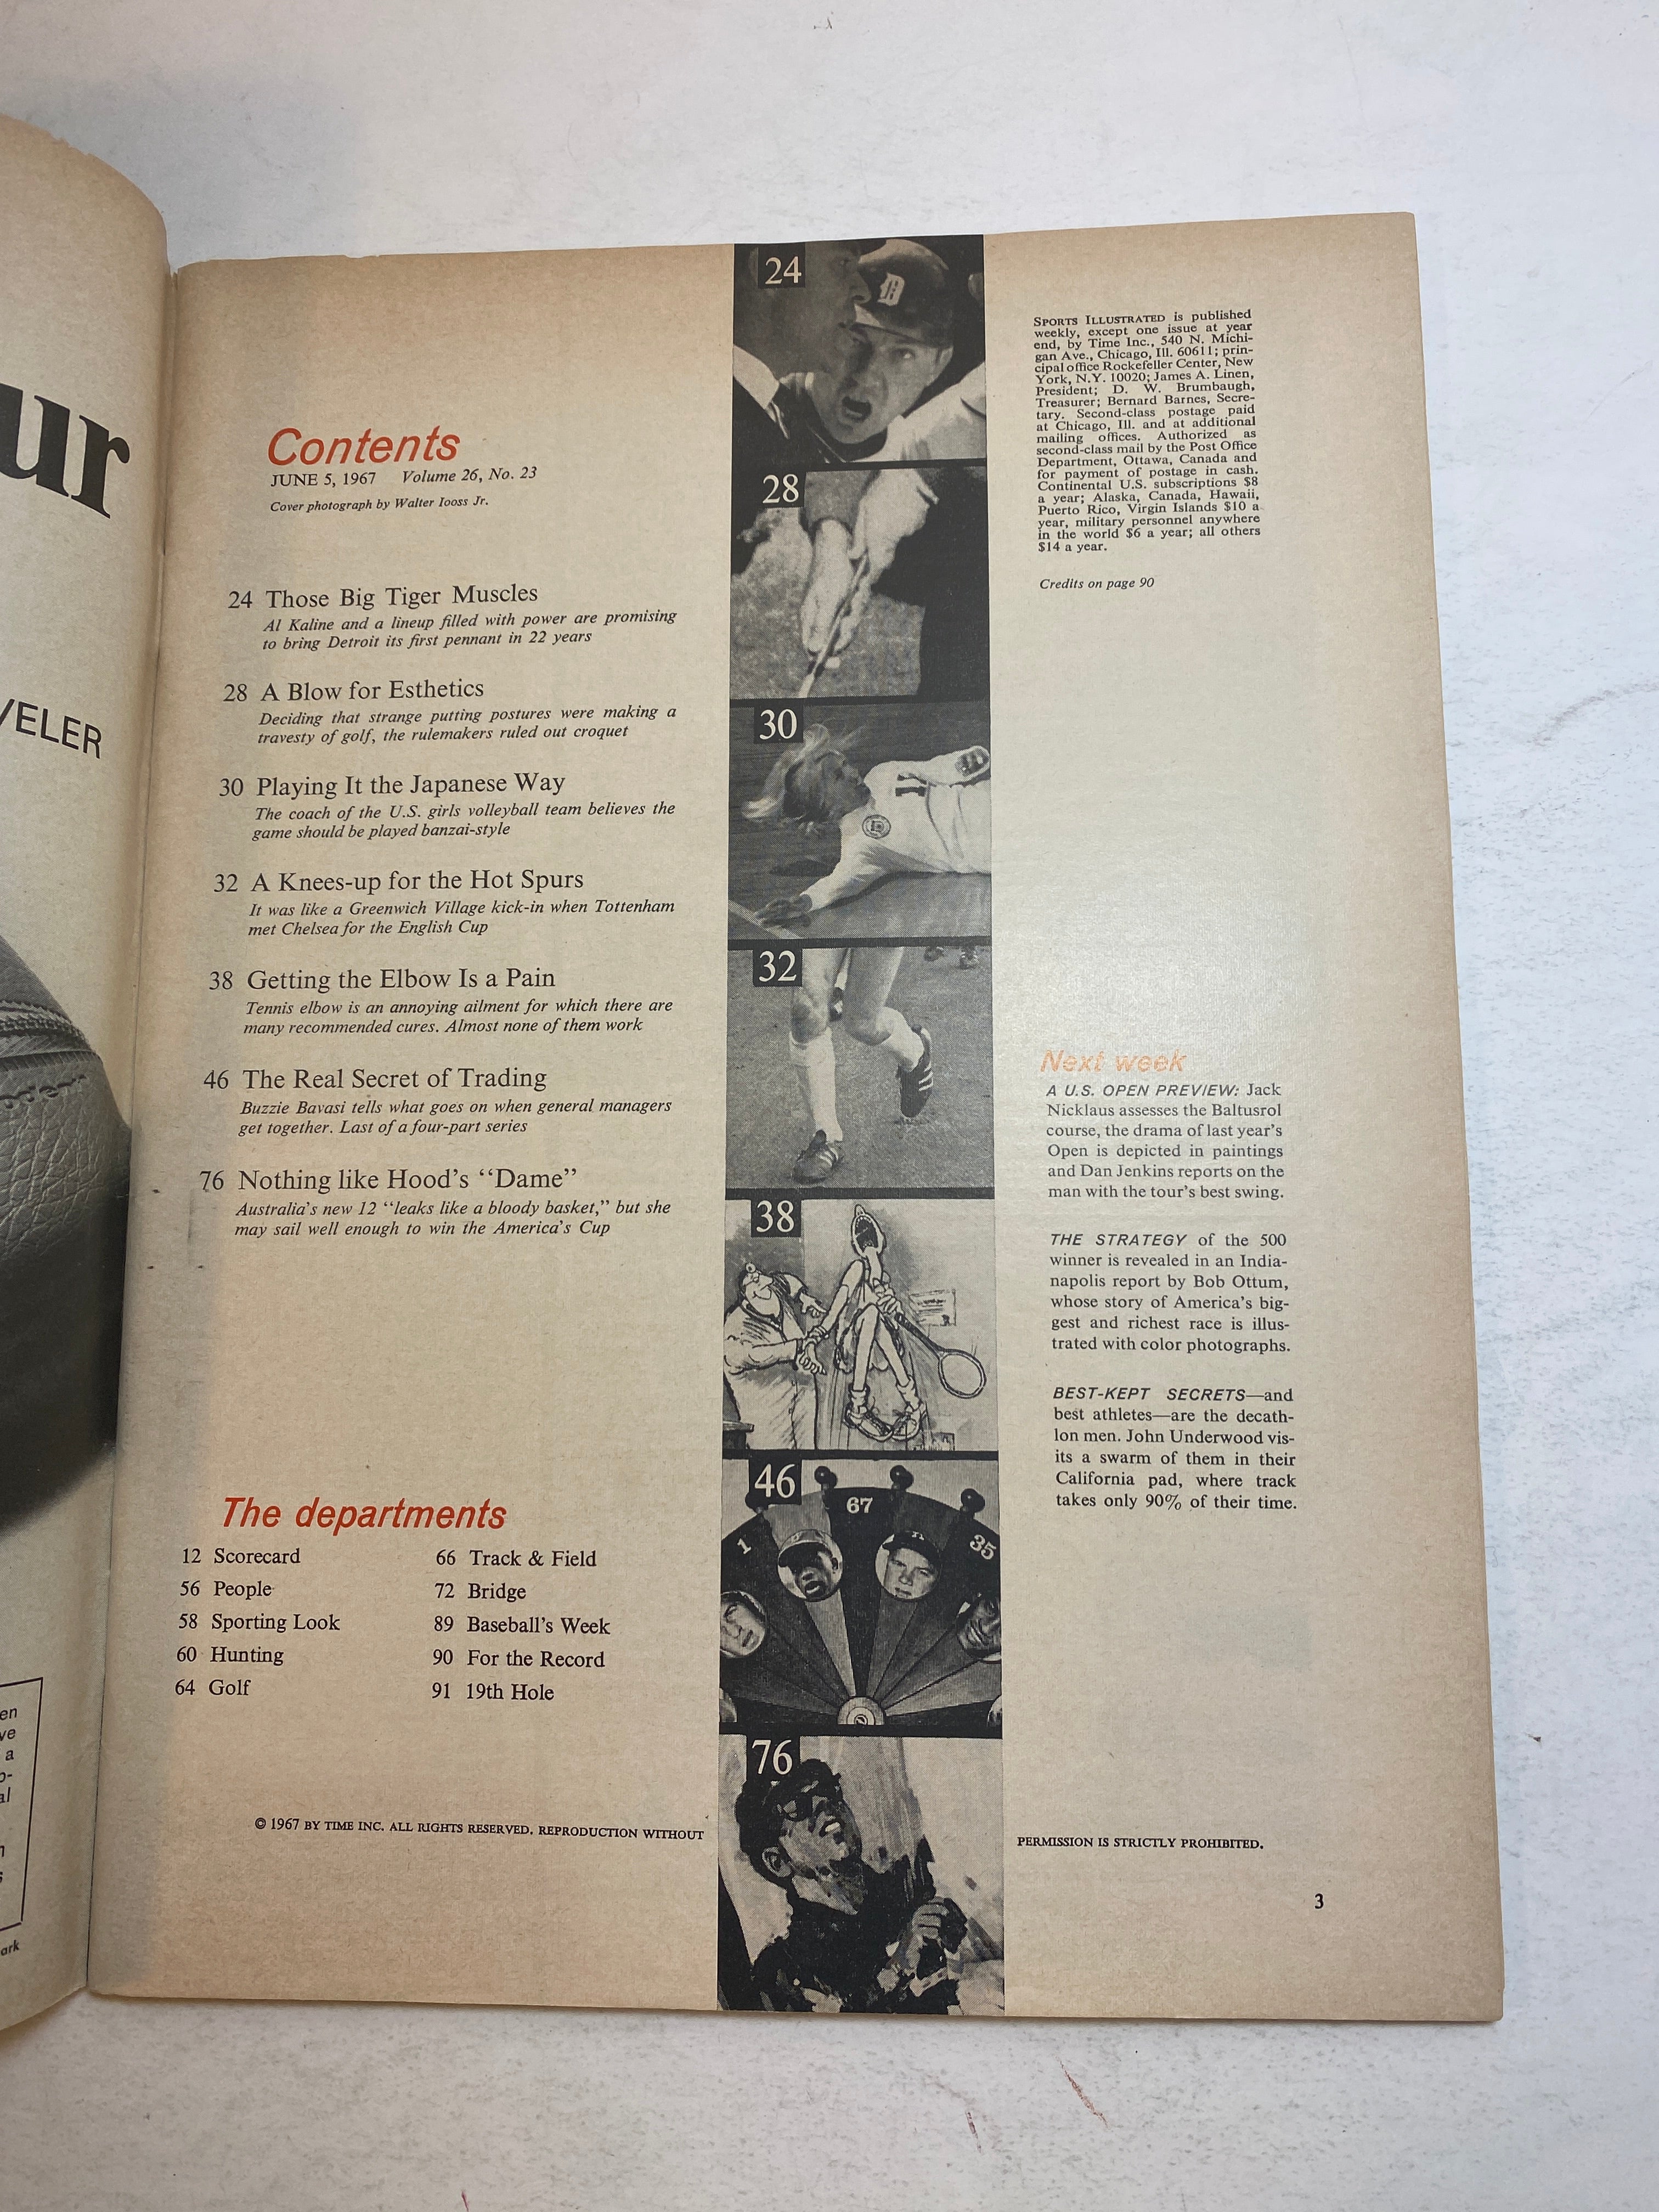 ur
VELER
en
ve
a
al
ark
Contents
JUNE 5, 1967 Volume 26, No. 23
Cover photograph by Walter Iooss Jr.
24 Those Big Tiger Muscles
Al Kaline and a lineup filled with power are promising
to bring Detroit its first pennant in 22 years
28 A Blow for Esthetics
Deciding that strange putting postures were making a
travesty of golf, the rulemakers ruled out croquet
30 Playing It the Japanese Way
The coach of the U.S. girls volleyball team believes the
game should be played banzai-style
32 A Knees-up for the Hot Spurs
It was like a Greenwich Village kick-in when Tottenham
met Chelsea for the English Cup
38 Getting the Elbow Is a Pain
Tennis elbow is an annoying ailment for which there are
many recommended cures. Almost none of them work
46 The Real Secret of Trading
Buzzie Bavasi tells what goes on when general managers
get together. Last of a four-part series
76 Nothing like Hood's “Dame”
Australia's new 12 “leaks like a bloody basket,” but she
may sail well enough to win the America's Cup
The departments
12 Scorecard
56 People
58 Sporting Look
60 Hunting
64 Golf
66 Track & Field
72 Bridge
89 Baseball's Week
90 For the Record
91 19th Hole
24
D
28
30
11
32
38
46
1
67
35
76
SPORTS ILLUSTRATED is published
weekly, except one issue at year
end, by Time Inc., 540 N. Michi-
gan Ave., Chicago, Ill. 60611; prin-
cipal office Rockefeller Center, New
York, N.Y. 10020; James A. Linen,
President; D. W. Brumbaugh,
Treasurer; Bernard Barnes, Secre-
tary. Second-class postage paid
at Chicago, Ill. and at additional
mailing offices. Authorized as
second-class mail by the Post Office
Department, Ottawa, Canada and
for payment of postage in cash.
Continental U.S. subscriptions $8
a year; Alaska, Canada, Hawaii,
Puerto Rico, Virgin Islands $10 a
year, military personnel anywhere
in the world $6 a year; all others
$14 a year.
Credits on page 90
Next week
A U.S. OPEN PREVIEW: Jack
Nicklaus assesses the Baltusrol
course, the drama of last year's
Open is depicted in paintings
and Dan Jenkins reports on the
man with the tour's best swing.
THE STRATEGY of the 500
winner is revealed in an India-
napolis report by Bob Ottum,
whose story of America's big-
gest and richest race is illus-
trated with color photographs.
BEST-KEPT SECRETS—and
best athletes—are the decath-
lon men. John Underwood vis-
its a swarm of them in their
California pad, where track
takes only 90% of their time.
© 1967 BY TIME INC. ALL RIGHTS RESERVED. REPRODUCTION WITHOUT PERMISSION IS STRICTLY PROHIBITED.
3